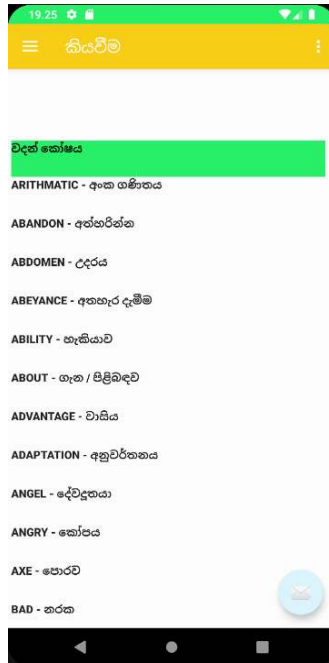 19.25
කියවීම
වදන් කෝෂය
ARITHMATIC - අංක ගණිතය
ABANDON - අත්හරින්න
ABDOMEN - උදරය
ABEYANCE - අතහැර දැමීම
ABILITY - හැකියාව
ABOUT - ගැන / පිළිබඳව
ADVANTAGE - වාසිය
ADAPTATION - අනුවර්තනය
ANGEL - දේවදූතයා
ANGRY - කෝපය
AXE - පොරව
BAD - නරක